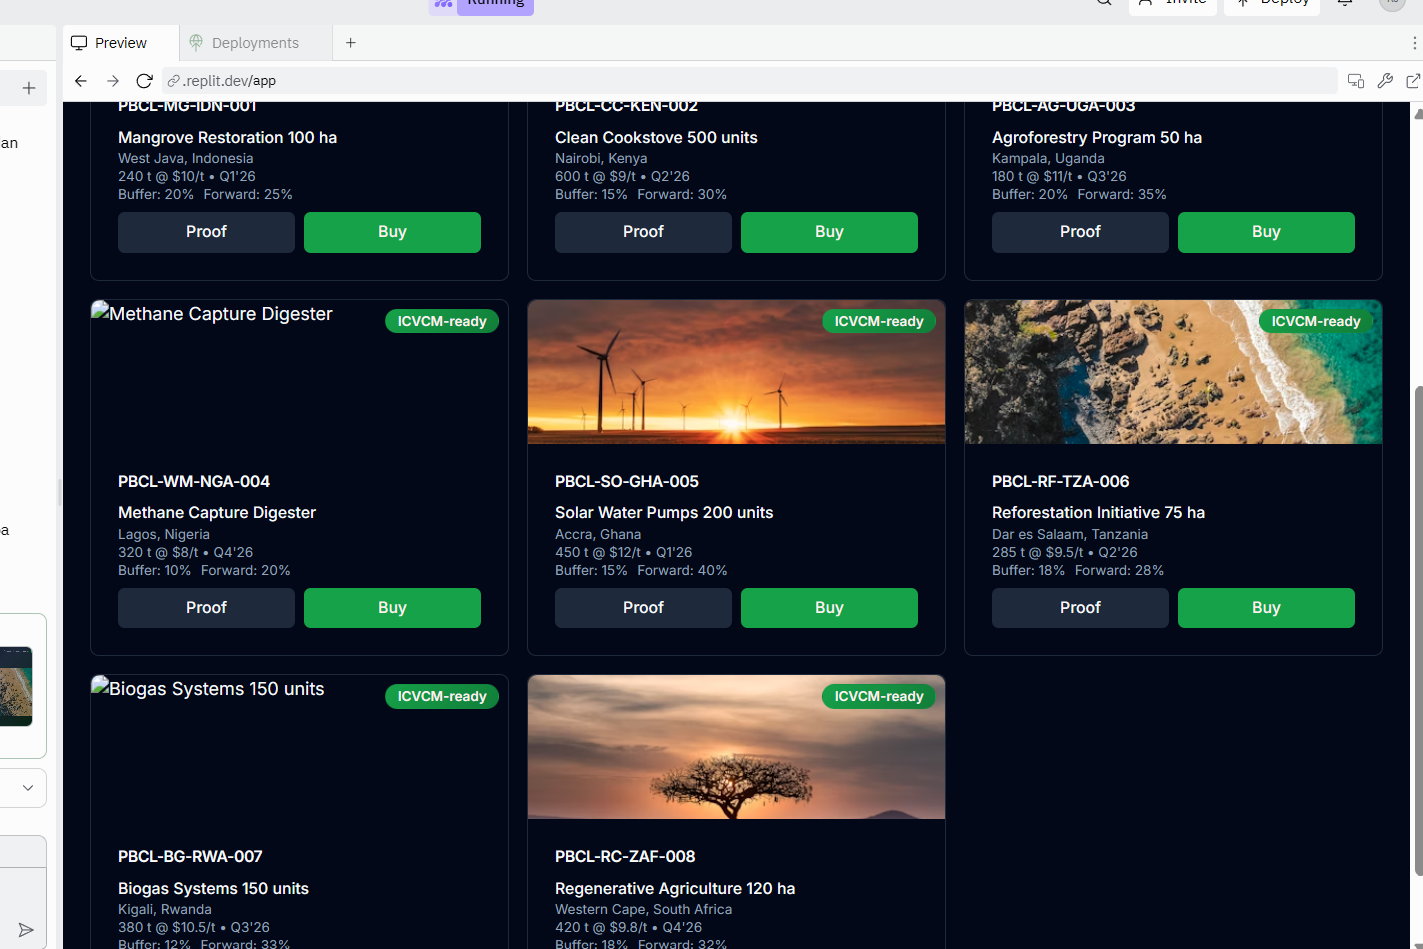 Running
Invite
Deploy
Preview
Deployments
.replit.dev/app
an
a
PBCL-MG-IDN-001
Mangrove Restoration 100 ha
West Java, Indonesia
240 t @ $10/t • Q1'26
Buffer: 20% Forward: 25%
Proof
Buy
PBCL-CC-KEN-002
Clean Cookstove 500 units
Nairobi, Kenya
600 t @ $9/t • Q2'26
Buffer: 15% Forward: 30%
Proof
Buy
PBCL-AG-UGA-003
Agroforestry Program 50 ha
Kampala, Uganda
180 t @ $11/t • Q3'26
Buffer: 20% Forward: 35%
Proof
Buy
Methane Capture Digester
ICVCM-ready
PBCL-WM-NGA-004
Methane Capture Digester
Lagos, Nigeria
320 t @ $8/t • Q4'26
Buffer: 10% Forward: 20%
Proof
Buy
ICVCM-ready
PBCL-SO-GHA-005
Solar Water Pumps 200 units
Accra, Ghana
450 t @ $12/t • Q1'26
Buffer: 15% Forward: 40%
Proof
Buy
ICVCM-ready
PBCL-RF-TZA-006
Reforestation Initiative 75 ha
Dar es Salaam, Tanzania
285 t @ $9.5/t • Q2'26
Buffer: 18% Forward: 28%
Proof
Buy
Biogas Systems 150 units
ICVCM-ready
PBCL-BG-RWA-007
Biogas Systems 150 units
Kigali, Rwanda
380 t @ $10.5/t • Q3'26
Buffer: 12% Forward: 33%
ICVCM-ready
PBCL-RC-ZAF-008
Regenerative Agriculture 120 ha
Western Cape, South Africa
420 t @ $9.8/t • Q4'26
Buffer: 18% Forward: 32%